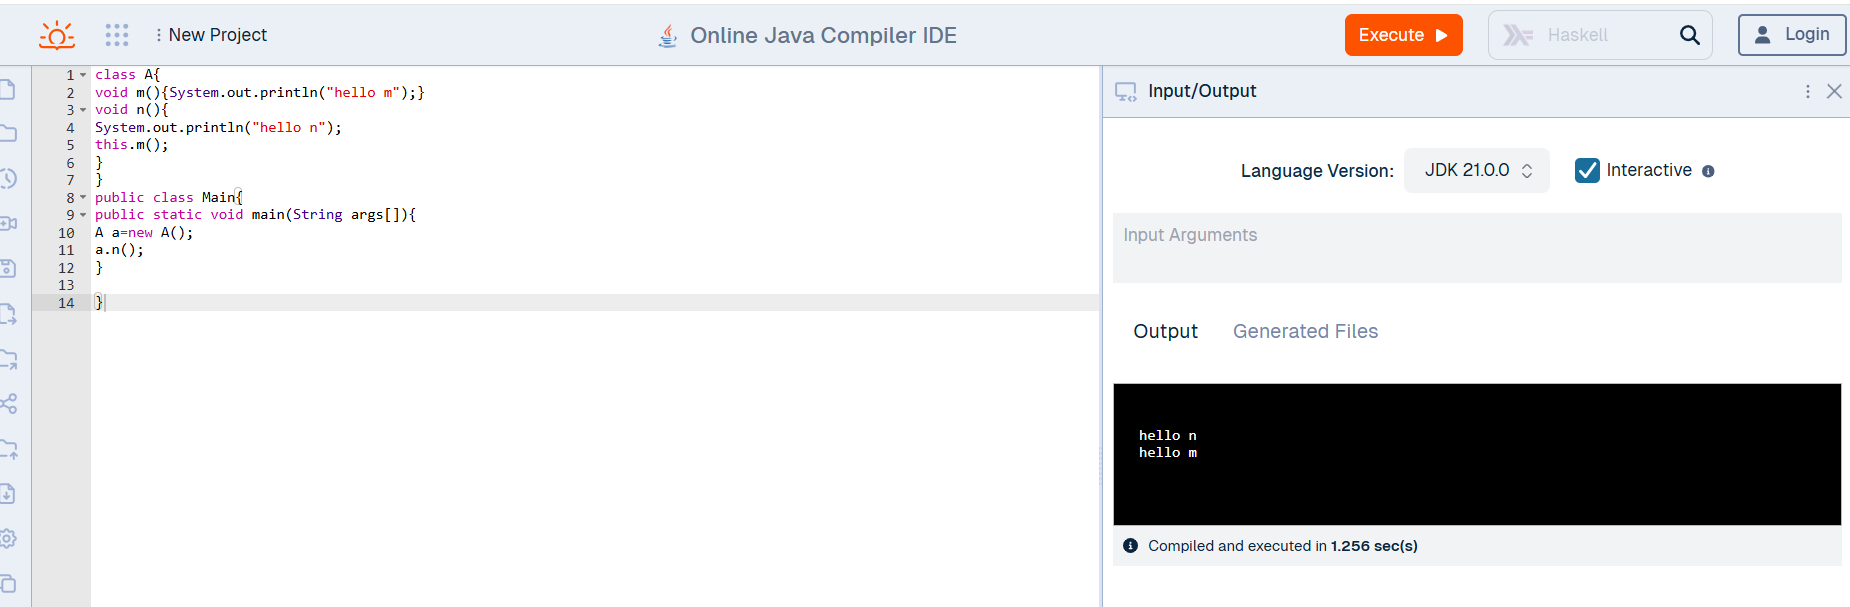 New Project
Online Java Compiler IDE
Execute
Haskell
Login
1 class A{
2 void m(){System.out.println("hello m");}
3 void n(){
4 System.out.println("hello n");
5 this.m();
6 }
7 }
8 public class Main{
9 public static void main(String args[]){
10 A a=new A();
11 a.n();
12 }
13
14 }
Input/Output
Language Version: JDK 21.0.0 Interactive
Input Arguments
Output Generated Files
hello n
hello m
Compiled and executed in 1.256 sec(s)